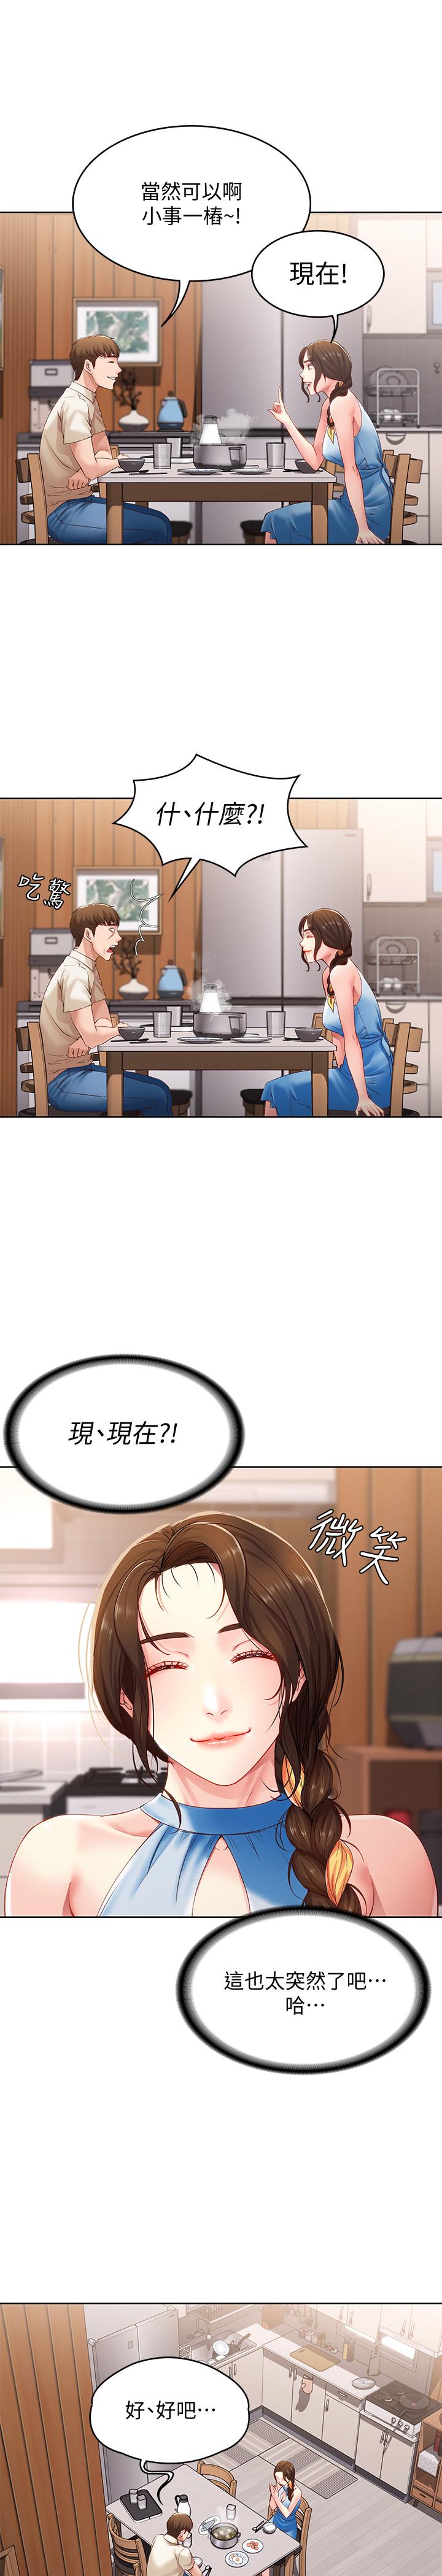 當然可以啊
小事一樁~!
現在!
什、什麼?!
吃驚
現、現在?!
微笑
這也太突然了吧…
哈…
好、好吧…